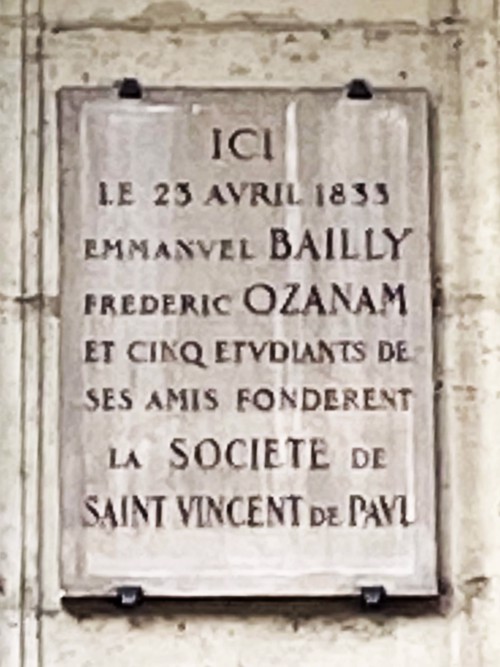 ICI
LE 23 AVRIL 1833
EMMANVEL BAILLY
FREDERIC OZANAM
ET CINQ ETVDIANTS DE
SES AMIS FONDERENT
LA SOCIETE DE
SAINT VINCENT DE PAVL